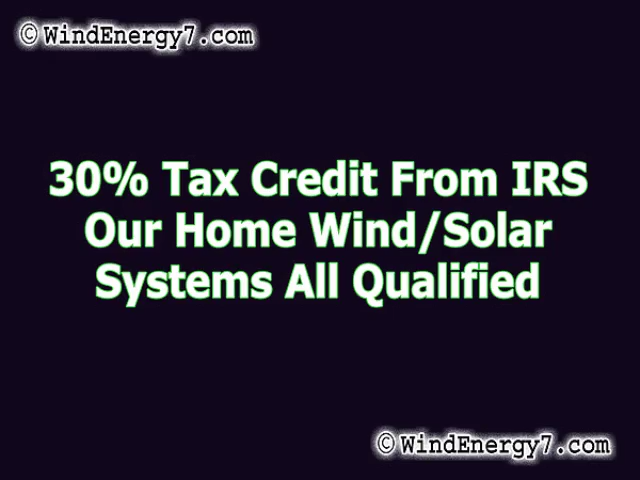 © WindEnergy7.com
30% Tax Credit From IRS
Our Home Wind/Solar
Systems All Qualified
© WindEnergy7.com